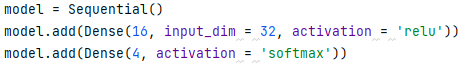 model = Sequential()
model.add(Dense(16, input_dim = 32, activation = 'relu'))
model.add(Dense(4, activation = 'softmax'))